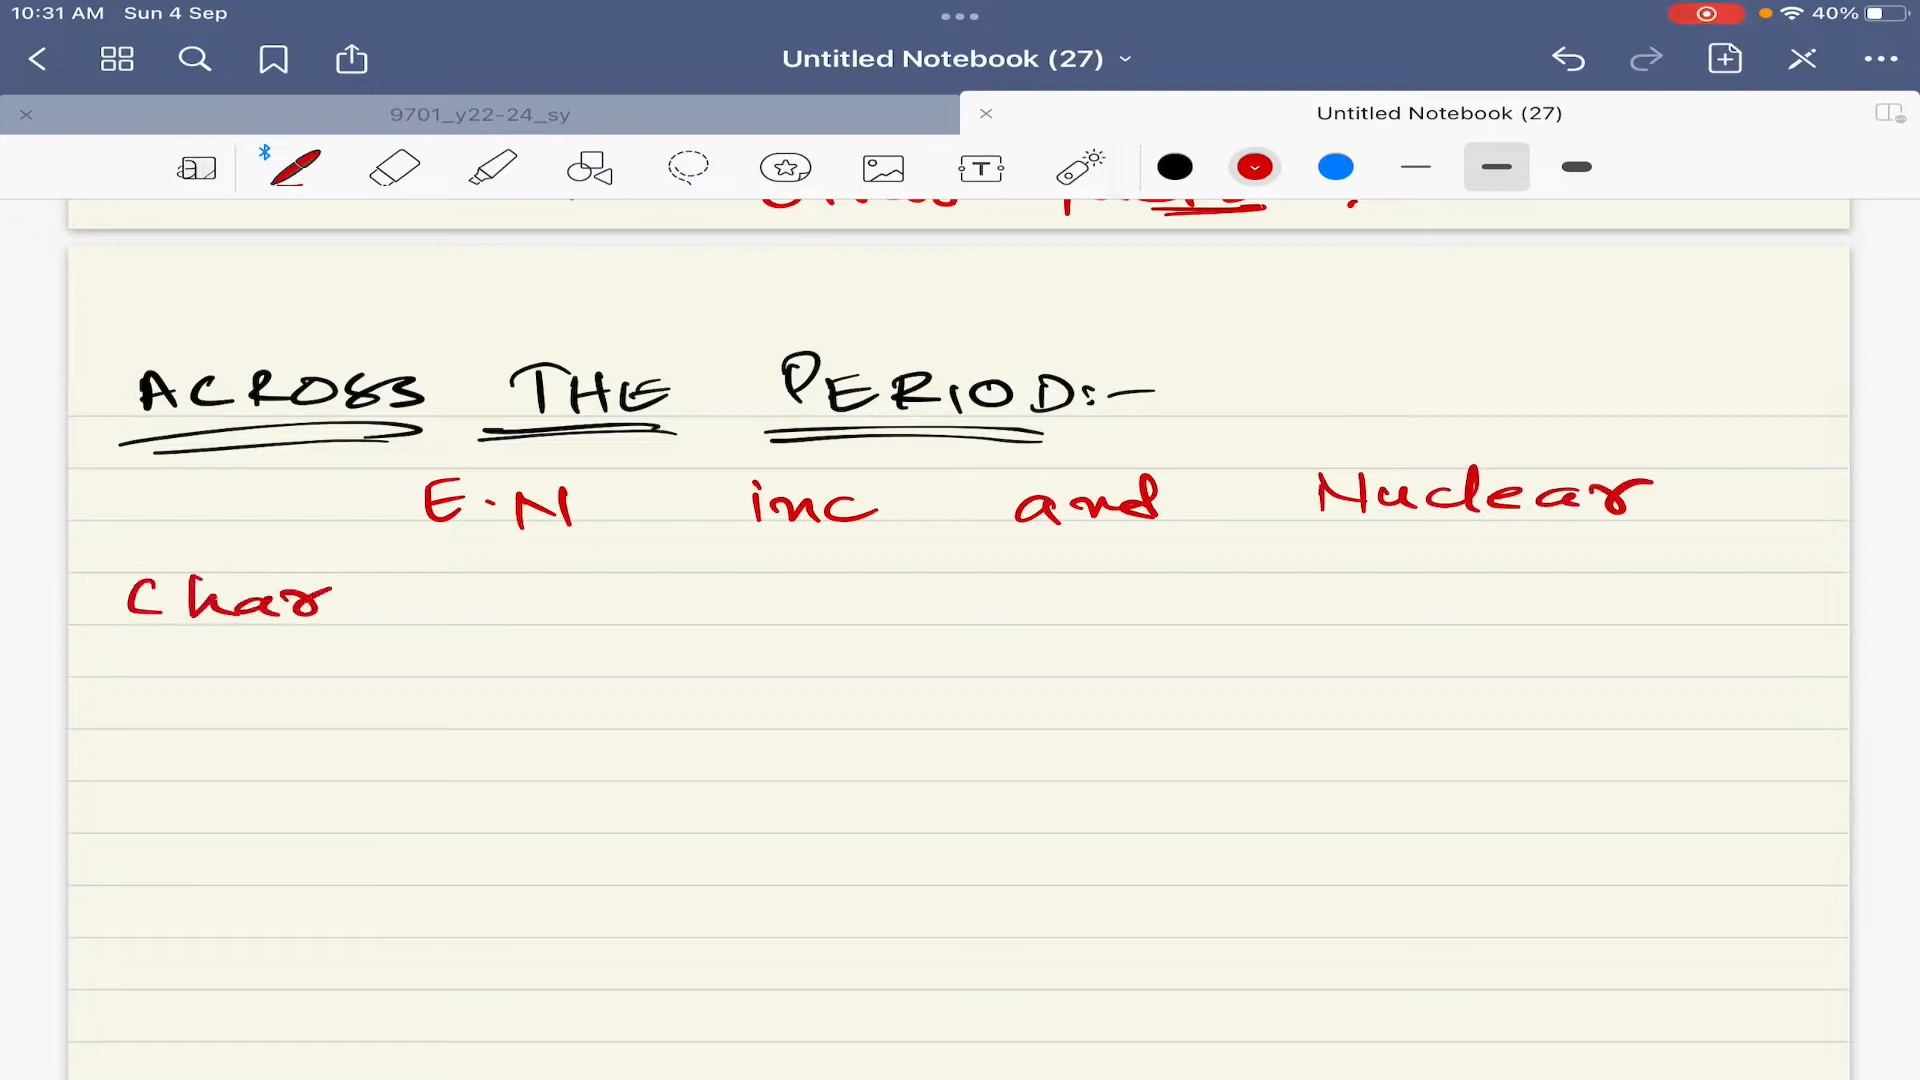 10:31 AM Sun 4 Sep
40%
Untitled Notebook (27)
9701_y22-24_sy
Untitled Notebook (27)
ACROSS THE PERIOD:-
E.N inc and Nuclear
Char